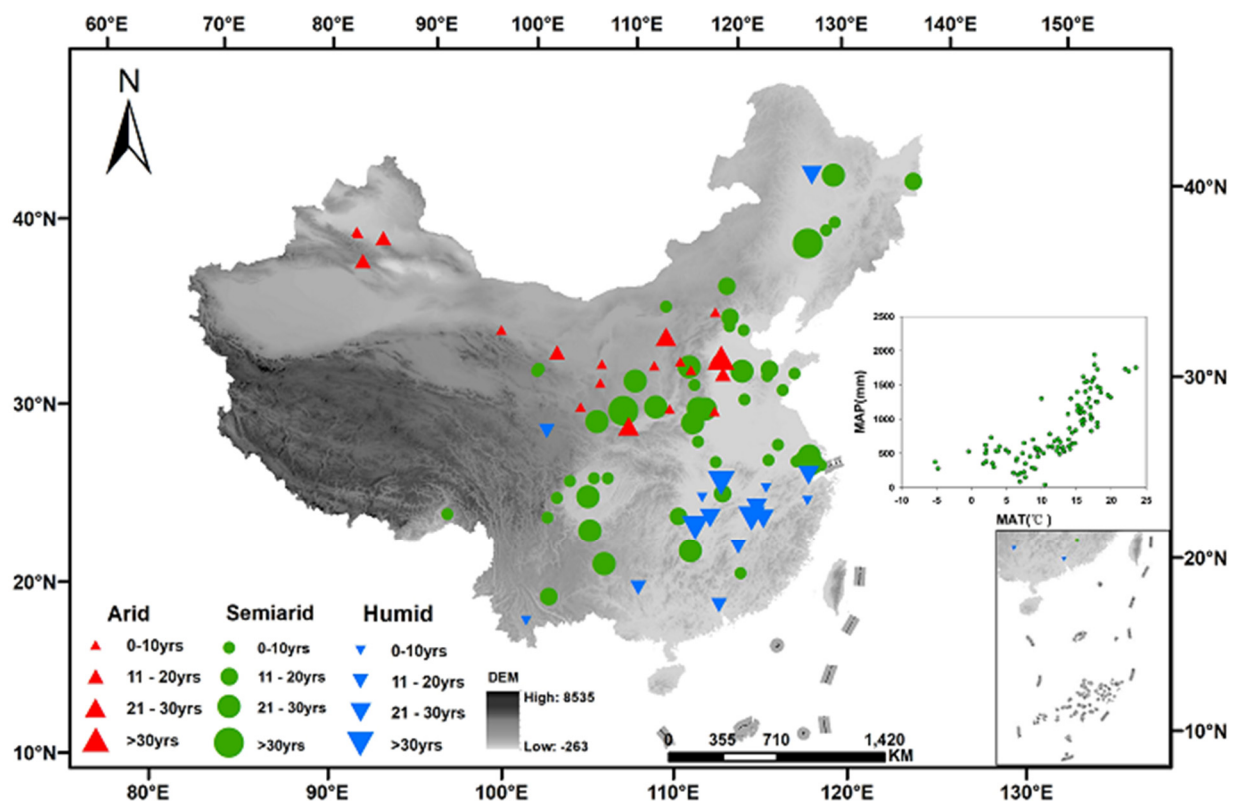 60°E 70°E 80°E 90°E 100°E 110°E 120°E 130°E 140°E 150°E
N
40°N 40°N
30°N 30°N
20°N 20°N
10°N 10°N
2500
2000
1500
1000
500
0
MAP(mm)
-10 -5 0 5 10 15 20 25
MAT(℃)
Arid Semiarid Humid
0-10yrs 0-10yrs 0-10yrs
11 - 20yrs 11 - 20yrs 11 - 20yrs
21 - 30yrs 21 - 30yrs 21 - 30yrs
>30yrs >30yrs >30yrs
DEM
High: 8535
Low: -263
0 355 710 1,420
KM
80°E 90°E 100°E 110°E 120°E 130°E